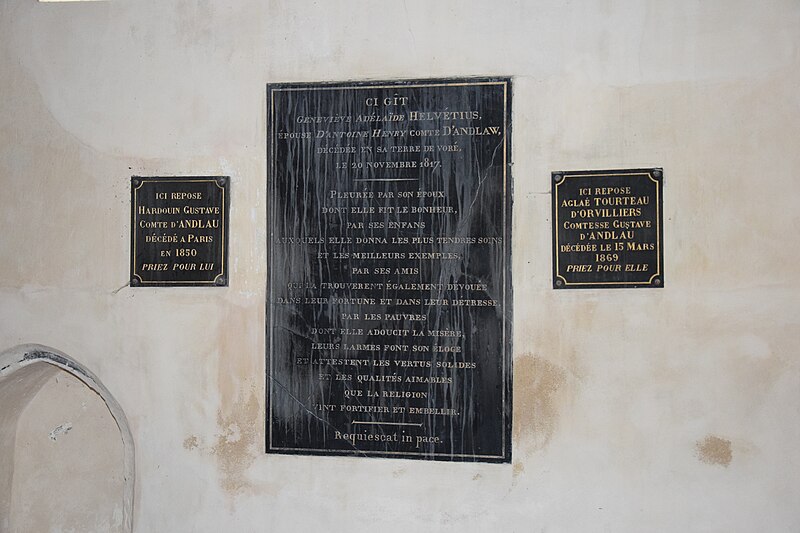 ICI REPOSE
HARDOUIN GUSTAVE
COMTE D'ANDLAU
DÉCÉDÉ A PARIS
EN 1850
PRIEZ POUR LUI
CI GÎT
GENEVIÈVE ADÉLAÏDE HELVÉTIUS,
ÉPOUSE D'ANTOINE HENRY COMTE D'ANDLAW,
DÉCÉDÉE EN SA TERRE DE VORÉ,
LE 20 NOVEMBRE 1817.
PLEURÉE PAR SON ÉPOUX
DONT ELLE FIT LE BONHEUR,
PAR SES ENFANS
AUXQUELS ELLE DONNA LES PLUS TENDRES SOINS
ET LES MEILLEURS EXEMPLES,
PAR SES AMIS
QUI LA TROUVERENT ÉGALEMENT DÉVOUÉE
DANS LEUR FORTUNE ET DANS LEUR DÉTRESSE,
PAR LES PAUVRES
DONT ELLE ADOUCIT LA MISÈRE,
LEURS LARMES FONT SON ÉLOGE
ET ATTESTENT LES VERTUS SOLIDES
ET LES QUALITÉS AIMABLES
QUE LA RELIGION
VINT FORTIFIER ET EMBELLIR.
Requiescat in pace.
ICI REPOSE
AGLAÉ TOURTEAU
D'ORVILLIERS
COMTESSE GUSTAVE
D'ANDLAU
DÉCÉDÉE LE 15 MARS
1869
PRIEZ POUR ELLE